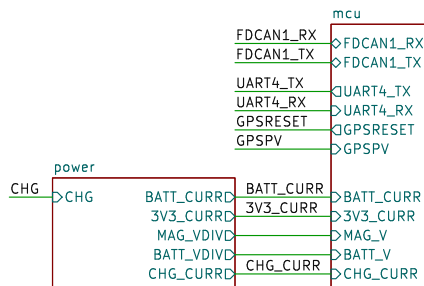 mcu
FDCAN1_RX FDCAN1_RX
FDCAN1_TX FDCAN1_TX
UART4_TX UART4_TX
UART4_RX UART4_RX
GPSRESET GPSRESET
GPSPV GPSPV
power
CHG CHG BATT_CURR BATT_CURR BATT_CURR
3V3_CURR 3V3_CURR 3V3_CURR
MAG_VDIV MAG_V
BATT_VDIV BATT_V
CHG_CURR CHG_CURR CHG_CURR